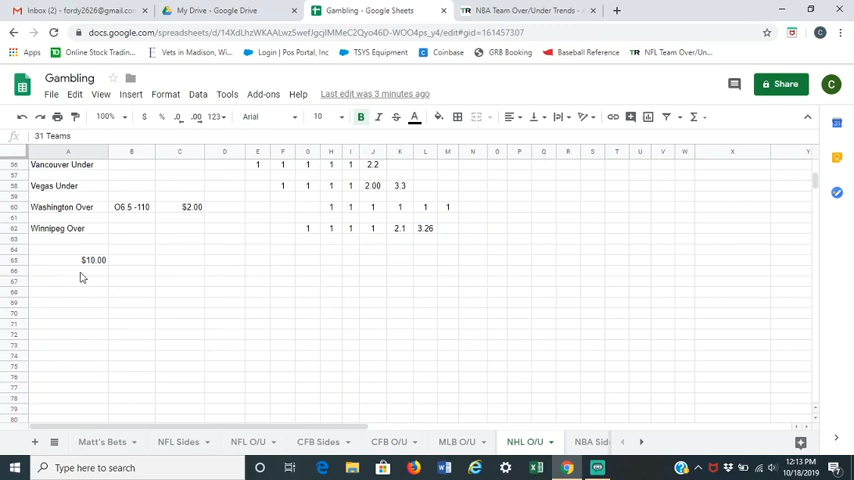 Inbox (2) - fordy2626@gmail.com
My Drive - Google Drive
Gambling - Google Sheets
NBA Team Over/Under Trends -
docs.google.com/spreadsheets/d/14XdLhzWKAALwz5wefJgcjlMMeC2Qyo46D-WOO4ps_y4/edit#gid=161457307
Apps
Online Stock Tradin...
Vets in Madison, Wi...
Login | Poz Portal, Inc
TSYS Equipment
Coinbase
GRB Booking
Baseball Reference
NFL Team Over/Un...
Gambling
File Edit View Insert Format Data Tools Add-ons Help Last edit was 3 minutes ago
Share
C
100% $ % .0 .00 123 Arial 10 B I S A
fx 31 Teams
A B C D E F G H I J K L M N O P Q R S T U V W X Y
56 Vancouver Under 1 1 1 1 1 2.2
57
58 Vegas Under 1 1 1 1 2.00 3.3
59
60 Washington Over O6.5 -110 $2.00 1 1 1 1 1 1
61
62 Winnipeg Over 1 1 1 1 2.1 3.26
63
64
65 $10.00
66
67
68
69
70
71
72
73
74
75
76
77
78
79
80
Matt's Bets NFL Sides NFL O/U CFB Sides CFB O/U MLB O/U NHL O/U NBA Sid
Type here to search
12:13 PM
10/18/2019